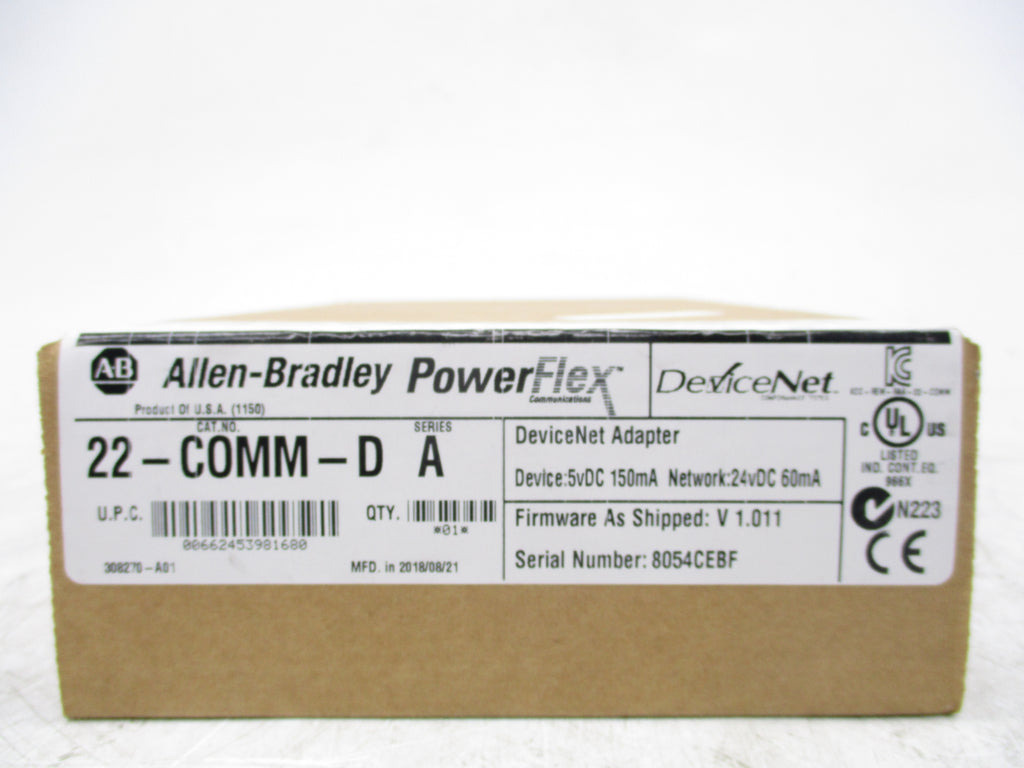 AB Allen-Bradley PowerFlex™
Communications
DeviceNet™
Product Of U.S.A. (1150)
CAT.NO. SERIES
22-COMM-D A
U.P.C. QTY.
*01*
00662453981680
308270-A01 MFD. in 2018/08/21
DeviceNet Adapter
Device:5vDC 150mA Network:24vDC 60mA
Firmware As Shipped: V 1.011
Serial Number: 8054CEBF
C UL US
LISTED
IND. CONT. EQ.
966X
N223
CE